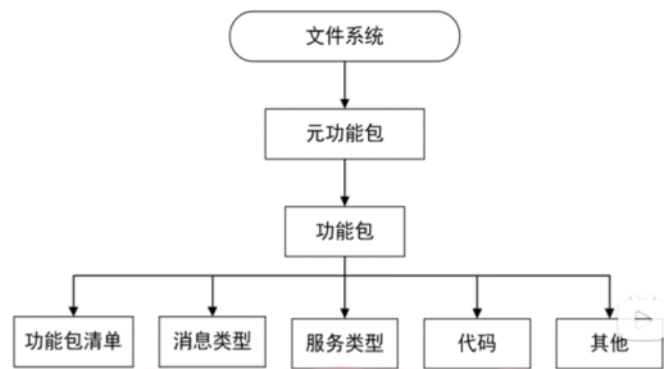 文件系统
元功能包
功能包
功能包清单
消息类型
服务类型
代码
其他